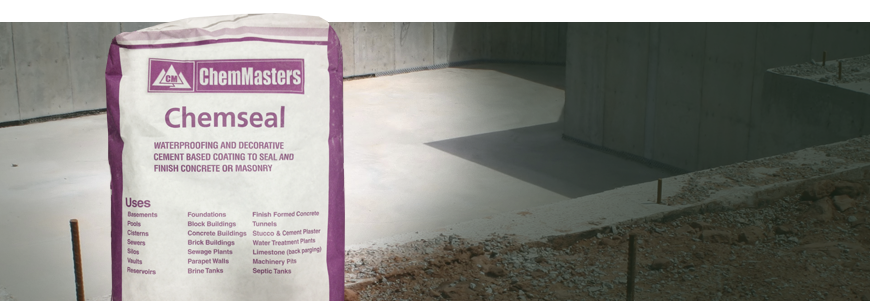 CM ChemMasters
Chemseal
WATERPROOFING AND DECORATIVE
CEMENT BASED COATING TO SEAL AND
FINISH CONCRETE OR MASONRY
Uses
Basements
Pools
Cisterns
Sewers
Silos
Vaults
Reservoirs
Foundations
Block Buildings
Concrete Buildings
Brick Buildings
Sewage Plants
Parapet Walls
Brine Tanks
Finish Formed Concrete
Tunnels
Stucco & Cement Plaster
Water Treatment Plants
Limestone (back parging)
Machinery Pits
Septic Tanks